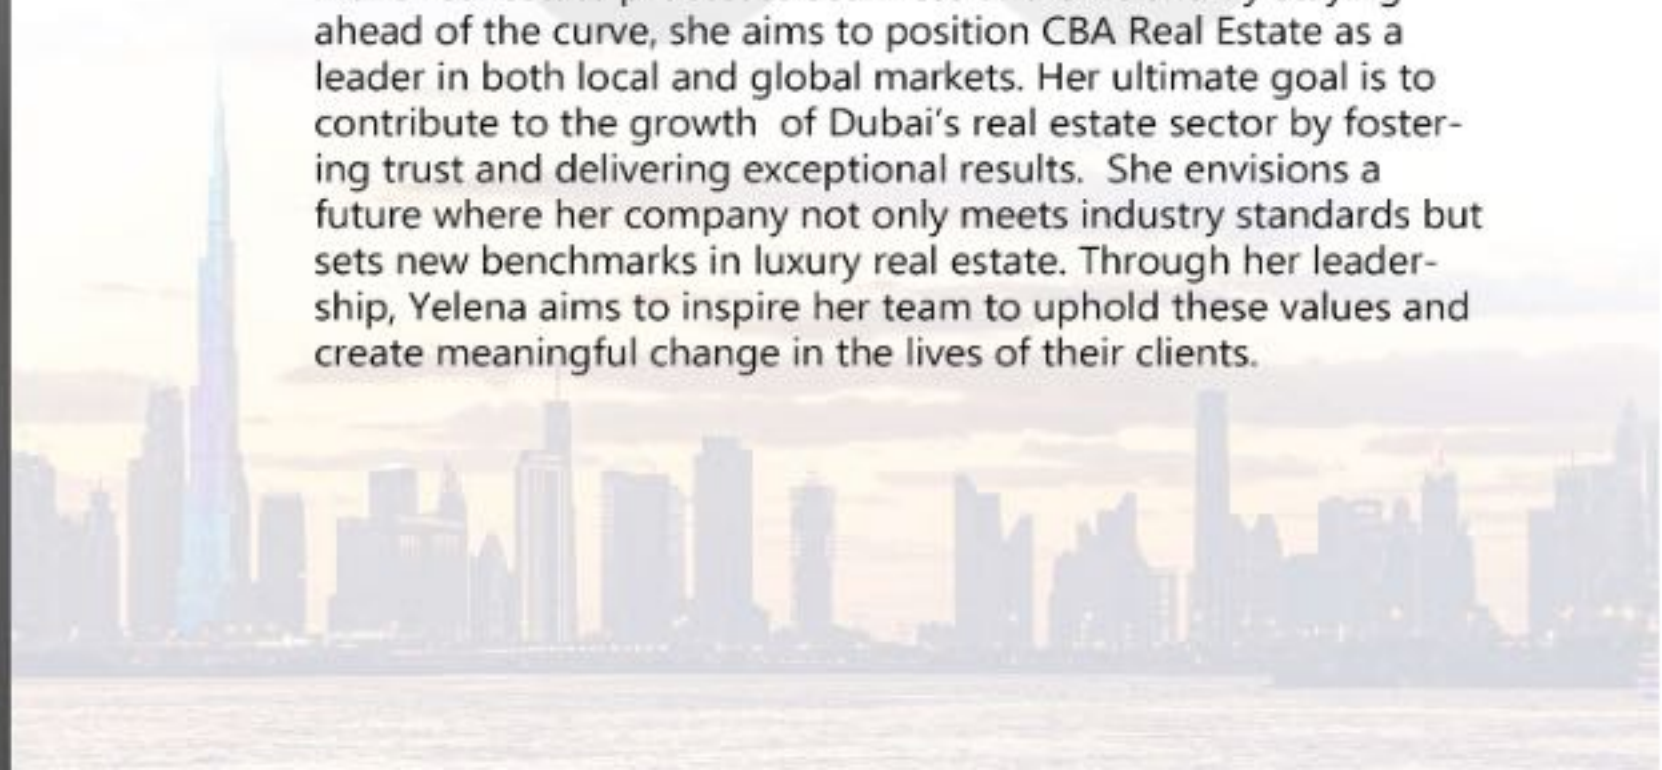 ahead of the curve, she aims to position CBA Real Estate as a
leader in both local and global markets. Her ultimate goal is to
contribute to the growth  of Dubai's real estate sector by foster-
ing trust and delivering exceptional results.  She envisions a
future where her company not only meets industry standards but
sets new benchmarks in luxury real estate. Through her leader-
ship, Yelena aims to inspire her team to uphold these values and
create meaningful change in the lives of their clients.